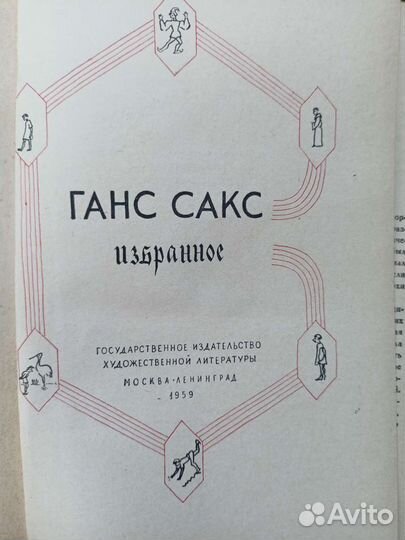 ГАНС САКС
избранное
ГОСУДАРСТВЕННОЕ ИЗДАТЕЛЬСТВО
ХУДОЖЕСТВЕННОЙ ЛИТЕРАТУРЫ
МОСКВА · ЛЕНИНГРАД
– 1959
Avito